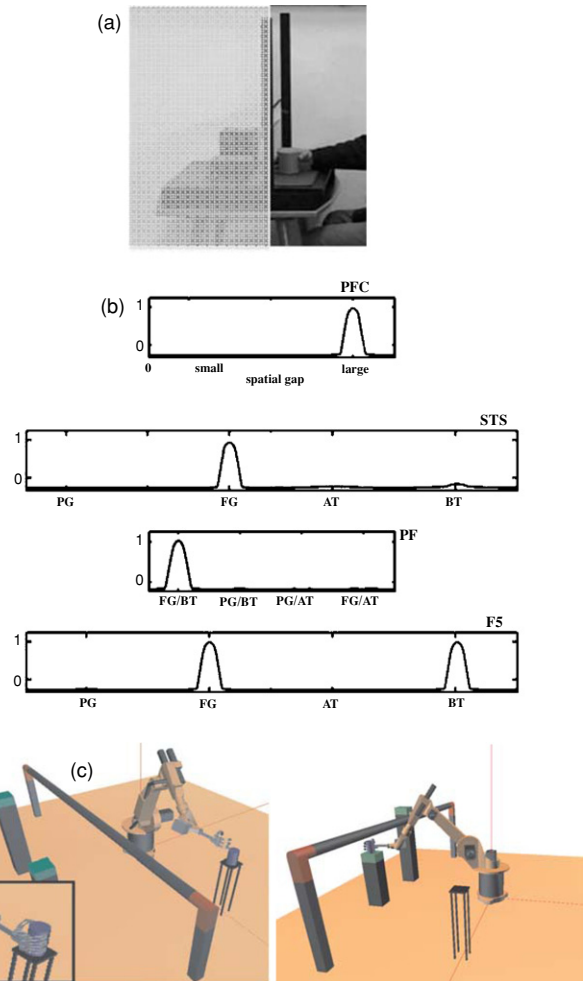 (a)
(b)
PFC
1
0
0 small large
spatial gap
STS
1
0
PG FG AT BT
PF
1
0
FG/BT PG/BT PG/AT FG/AT
F5
1
0
PG FG AT BT
(c)